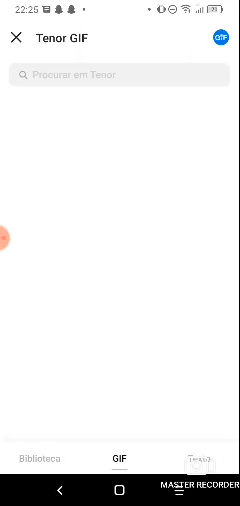 22:25
Tenor GIF
GIF
Procurar em Tenor
Biblioteca
GIF
MASTER RECORDER